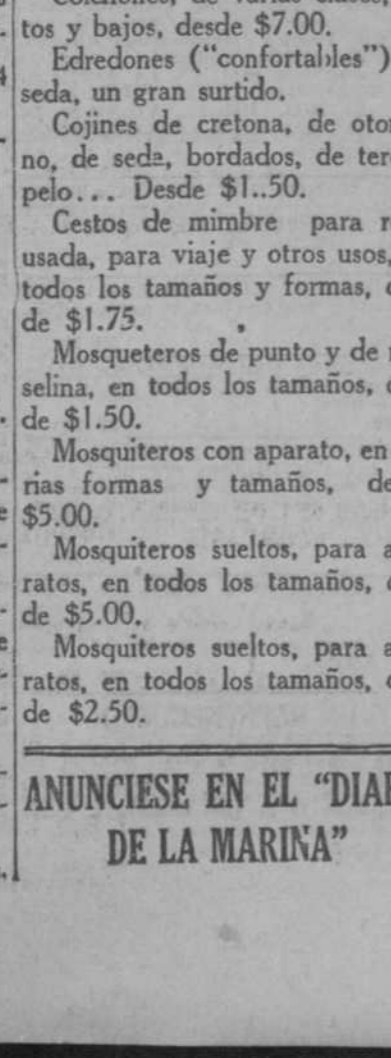 tos y bajos, desde $7.00.
Edredones ("confortables")
seda, un gran surtido.
Cojines de cretona, de oto
no, de seda, bordados, de ter
pelo... Desde $1..50.
Cestos de mimbre para r
usada, para viaje y otros usos,
todos los tamaños y formas,
de $1.75.
Mosqueteros de punto y de
selina, en todos los tamaños,
de $1.50.
Mosquiteros con aparato, en
rias formas y tamaños, de
$5.00.
Mosquiteros sueltos, para a
ratos, en todos los tamaños,
de $5.00.
Mosquiteros sueltos, para a
ratos, en todos los tamaños,
de $2.50.
ANUNCIESE EN EL "DIA
DE LA MARINA"